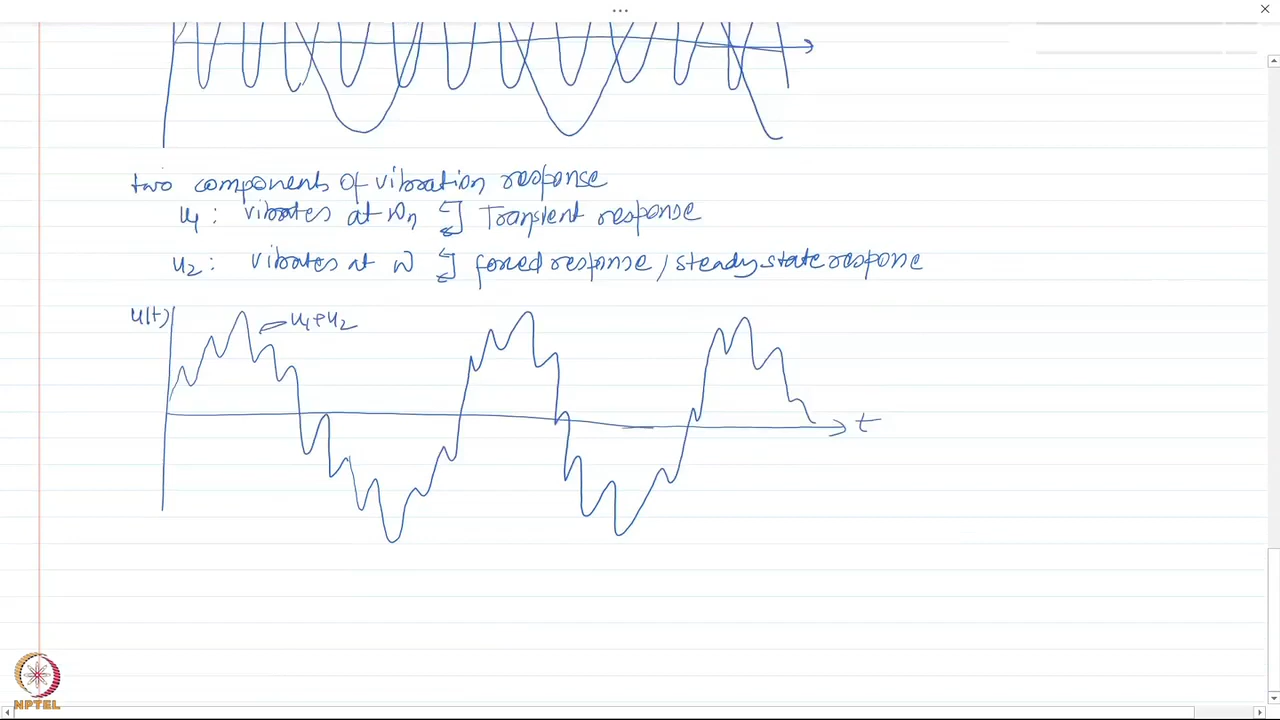 two components of vibration response
u₁ : vibrates at ωₙ Transient response
u₂ : vibrates at ω forced response / steady state response
u(t)
u₁+u₂
t
NPTEL